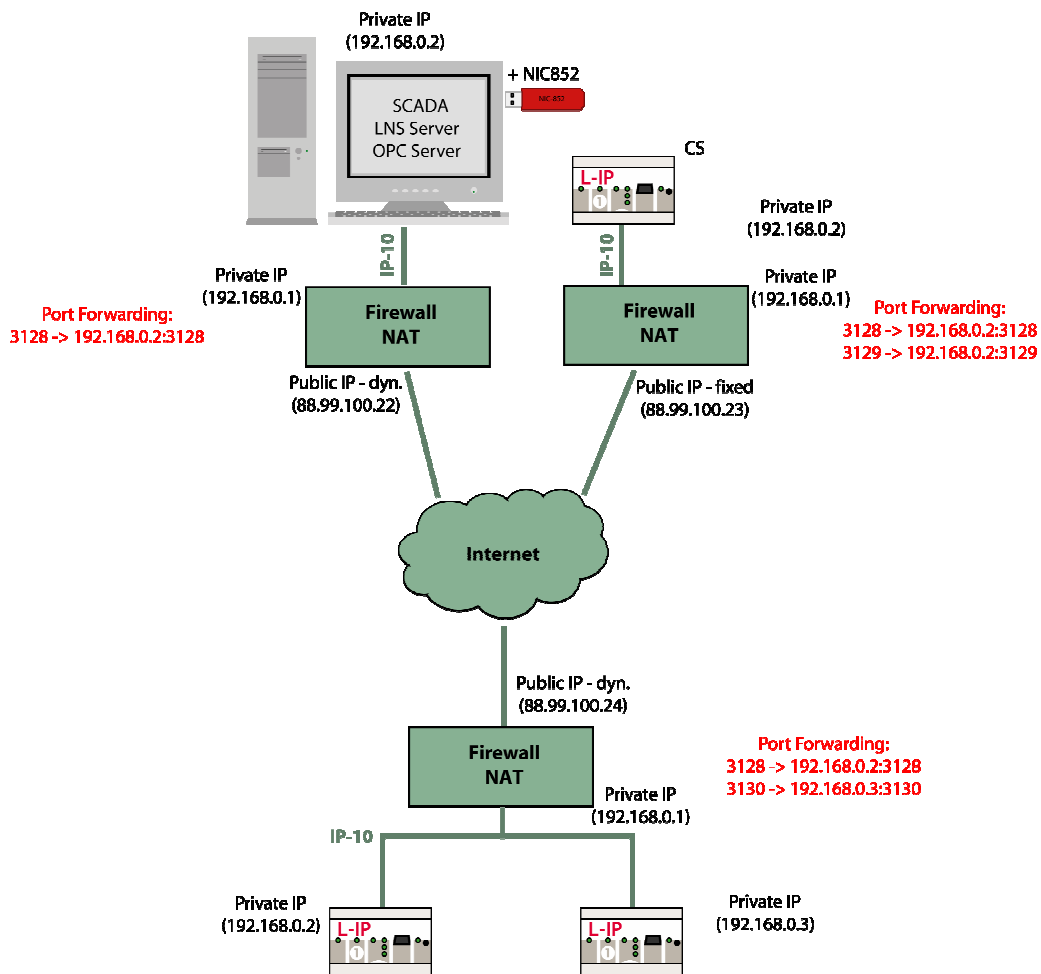 Private IP
(192.168.0.2)
+ NIC852
NIC-852
SCADA
LNS Server
OPC Server
CS
L-IP
1
Private IP
(192.168.0.2)
IP-10
IP-10
Private IP
(192.168.0.1)
Private IP
(192.168.0.1)
Port Forwarding:
3128 -> 192.168.0.2:3128
Firewall
NAT
Firewall
NAT
Port Forwarding:
3128 -> 192.168.0.2:3128
3129 -> 192.168.0.2:3129
Public IP - dyn.
(88.99.100.22)
Public IP - fixed
(88.99.100.23)
Internet
Public IP - dyn.
(88.99.100.24)
Firewall
NAT
Port Forwarding:
3128 -> 192.168.0.2:3128
3130 -> 192.168.0.3:3130
Private IP
(192.168.0.1)
IP-10
Private IP
(192.168.0.2)
L-IP
1
L-IP
1
Private IP
(192.168.0.3)